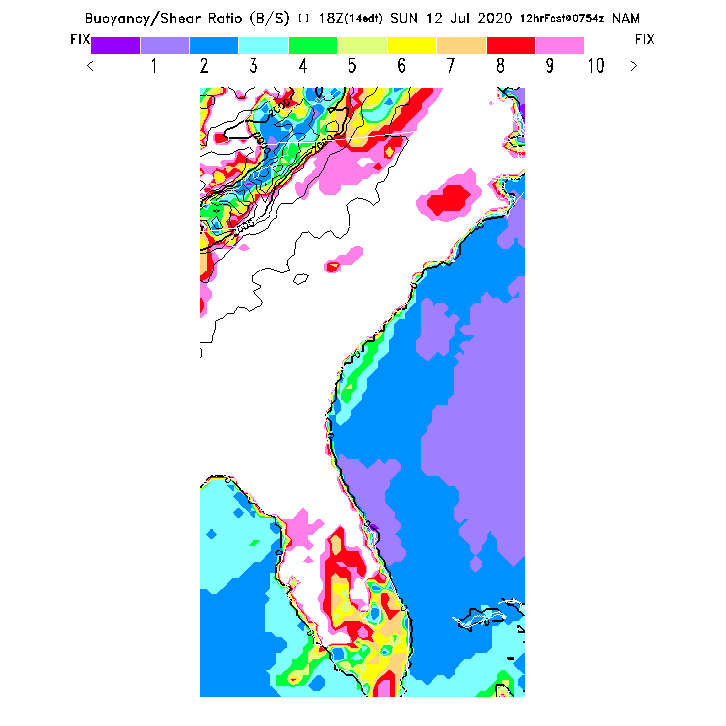 Buoyancy/Shear Ratio (B/S) [] 18Z(14edt) SUN 12 Jul 2020 12hrFcst@0754z NAM
FIX FIX
< 1 2 3 4 5 6 7 8 9 10 >